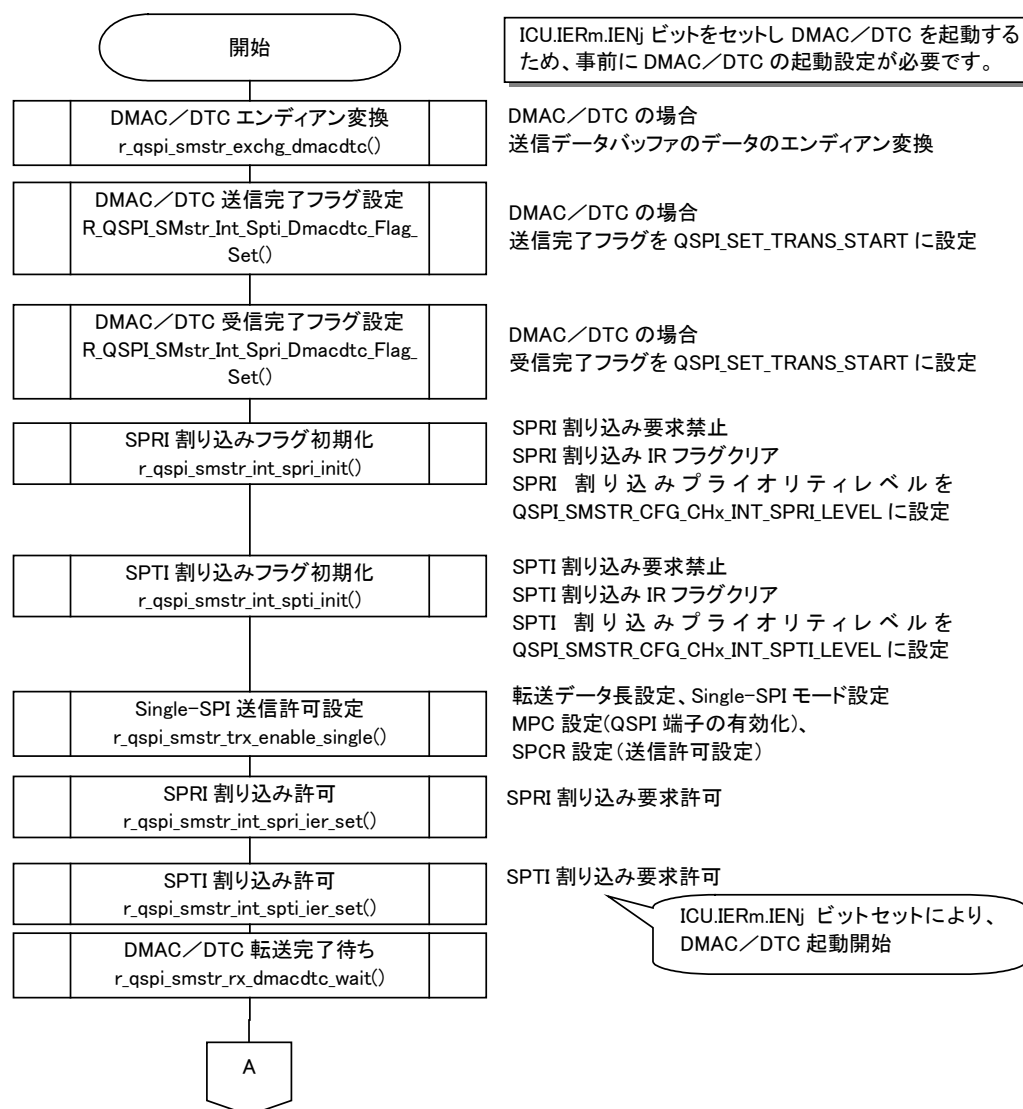 開始
ICU.IERm.IENj ビットをセットし DMAC／DTC を起動する
ため、事前に DMAC／DTC の起動設定が必要です。
DMAC／DTC エンディアン変換
r_qspi_smstr_exchg_dmacdtc()
DMAC／DTC の場合
送信データバッファのデータのエンディアン変換
DMAC／DTC 送信完了フラグ設定
R_QSPI_SMstr_Int_Spti_Dmacdtc_Flag_
Set()
DMAC／DTC の場合
送信完了フラグを QSPI_SET_TRANS_START に設定
DMAC／DTC 受信完了フラグ設定
R_QSPI_SMstr_Int_Spri_Dmacdtc_Flag_
Set()
DMAC／DTC の場合
受信完了フラグを QSPI_SET_TRANS_START に設定
SPRI 割り込みフラグ初期化
r_qspi_smstr_int_spri_init()
SPRI 割り込み要求禁止
SPRI 割り込み IR フラグクリア
SPRI 割り込みプライオリティレベルを
QSPI_SMSTR_CFG_CHx_INT_SPRI_LEVEL に設定
SPTI 割り込みフラグ初期化
r_qspi_smstr_int_spti_init()
SPTI 割り込み要求禁止
SPTI 割り込み IR フラグクリア
SPTI 割り込みプライオリティレベルを
QSPI_SMSTR_CFG_CHx_INT_SPTI_LEVEL に設定
Single-SPI 送信許可設定
r_qspi_smstr_trx_enable_single()
転送データ長設定、Single-SPI モード設定
MPC 設定(QSPI 端子の有効化)、
SPCR 設定（送信許可設定）
SPRI 割り込み許可
r_qspi_smstr_int_spri_ier_set()
SPRI 割り込み要求許可
SPTI 割り込み許可
r_qspi_smstr_int_spti_ier_set()
SPTI 割り込み要求許可
ICU.IERm.IENj ビットセットにより、
DMAC／DTC 起動開始
DMAC／DTC 転送完了待ち
r_qspi_smstr_rx_dmacdtc_wait()
A